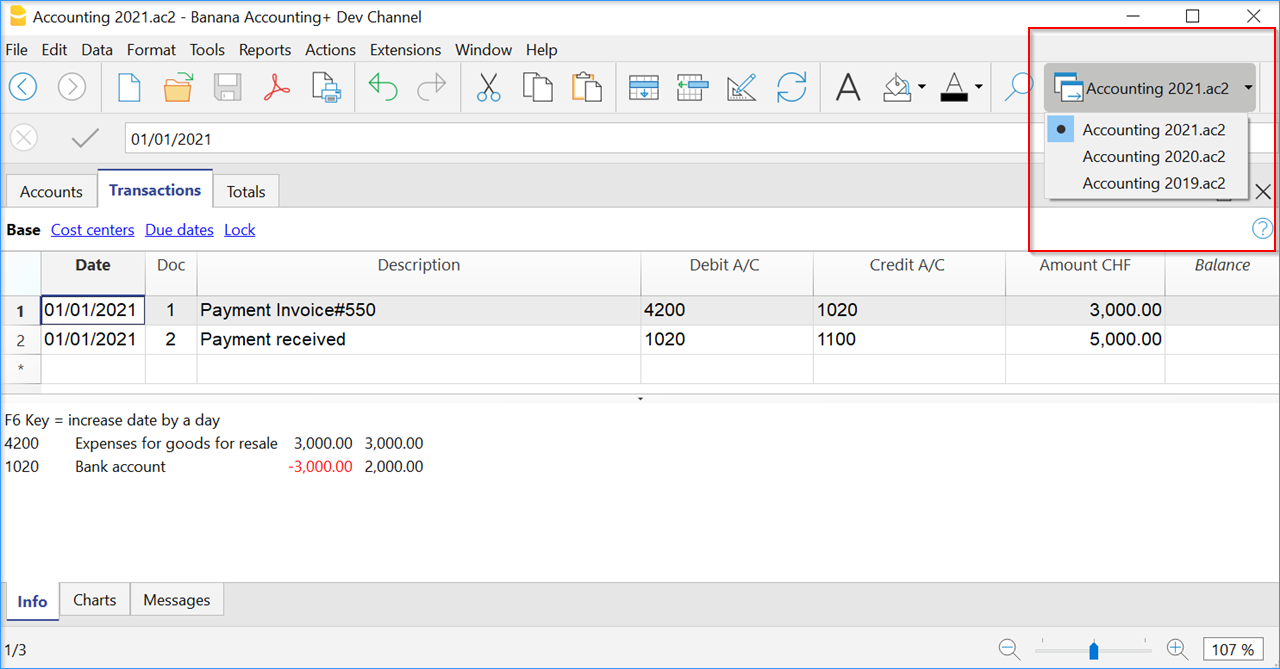 Accounting 2021.ac2 - Banana Accounting+ Dev Channel
File Edit Data Format Tools Reports Actions Extensions Window Help
Accounting 2021.ac2
01/01/2021
Accounting 2021.ac2
Accounting 2020.ac2
Accounting 2019.ac2
Accounts Transactions Totals
Base Cost centers Due dates Lock
Date Doc Description Debit A/C Credit A/C Amount CHF Balance
1 01/01/2021 1 Payment Invoice#550 4200 1020 3,000.00
2 01/01/2021 2 Payment received 1020 1100 5,000.00
*
F6 Key = increase date by a day
4200 Expenses for goods for resale 3,000.00 3,000.00
1020 Bank account -3,000.00 2,000.00
Info Charts Messages
1/3 107 %